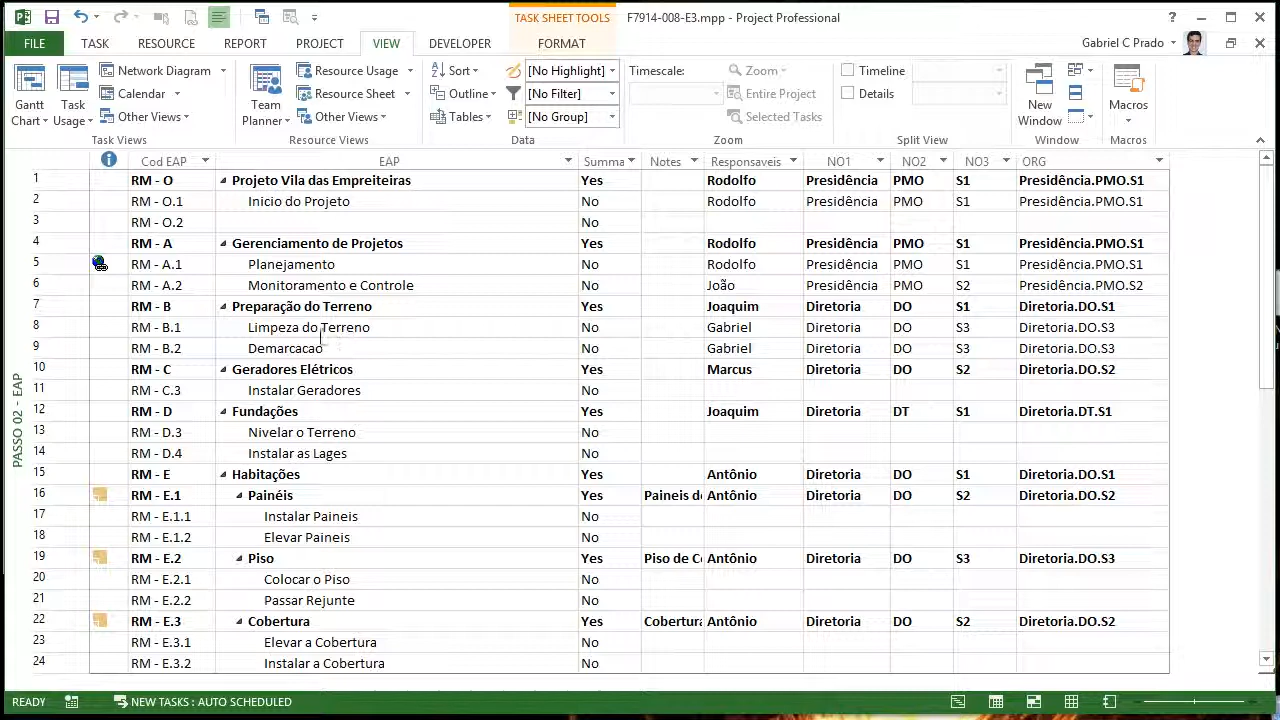 TASK SHEET TOOLS F7914-008-E3.mpp - Project Professional
FILE TASK RESOURCE REPORT PROJECT VIEW DEVELOPER FORMAT Gabriel C Prado
Network Diagram Resource Usage Sort [No Highlight] Timescale: Zoom Timeline
Calendar Resource Sheet Outline [No Filter] Entire Project Details
Gantt Chart Task Usage Other Views Team Planner Other Views Tables [No Group] Selected Tasks New Window Macros
Task Views Resource Views Data Zoom Split View Window Macros
Cod EAP EAP Summa Notes Responsaveis NO1 NO2 NO3 ORG
1 RM - O Projeto Vila das Empreiteiras Yes Rodolfo Presidência PMO S1 Presidência.PMO.S1
2 RM - O.1 Inicio do Projeto No Rodolfo Presidência PMO S1 Presidência.PMO.S1
3 RM - O.2 No
4 RM - A Gerenciamento de Projetos Yes Rodolfo Presidência PMO S1 Presidência.PMO.S1
5 RM - A.1 Planejamento No Rodolfo Presidência PMO S1 Presidência.PMO.S1
6 RM - A.2 Monitoramento e Controle No João Presidência PMO S2 Presidência.PMO.S2
7 RM - B Preparação do Terreno Yes Joaquim Diretoria DO S1 Diretoria.DO.S1
8 RM - B.1 Limpeza do Terreno No Gabriel Diretoria DO S3 Diretoria.DO.S3
9 RM - B.2 Demarcacao No Gabriel Diretoria DO S3 Diretoria.DO.S3
10 RM - C Geradores Elétricos Yes Marcus Diretoria DO S2 Diretoria.DO.S2
11 RM - C.3 Instalar Geradores No
12 RM - D Fundações Yes Joaquim Diretoria DT S1 Diretoria.DT.S1
13 RM - D.3 Nivelar o Terreno No
14 RM - D.4 Instalar as Lages No
15 RM - E Habitações Yes Antônio Diretoria DO S1 Diretoria.DO.S1
16 RM - E.1 Painéis Yes Paineis de Antônio Diretoria DO S2 Diretoria.DO.S2
17 RM - E.1.1 Instalar Paineis No
18 RM - E.1.2 Elevar Paineis No
19 RM - E.2 Piso Yes Piso de C Antônio Diretoria DO S3 Diretoria.DO.S3
20 RM - E.2.1 Colocar o Piso No
21 RM - E.2.2 Passar Rejunte No
22 RM - E.3 Cobertura Yes Cobertura Antônio Diretoria DO S2 Diretoria.DO.S2
23 RM - E.3.1 Elevar a Cobertura No
24 RM - E.3.2 Instalar a Cobertura No
PASSO 02 - EAP
READY NEW TASKS : AUTO SCHEDULED